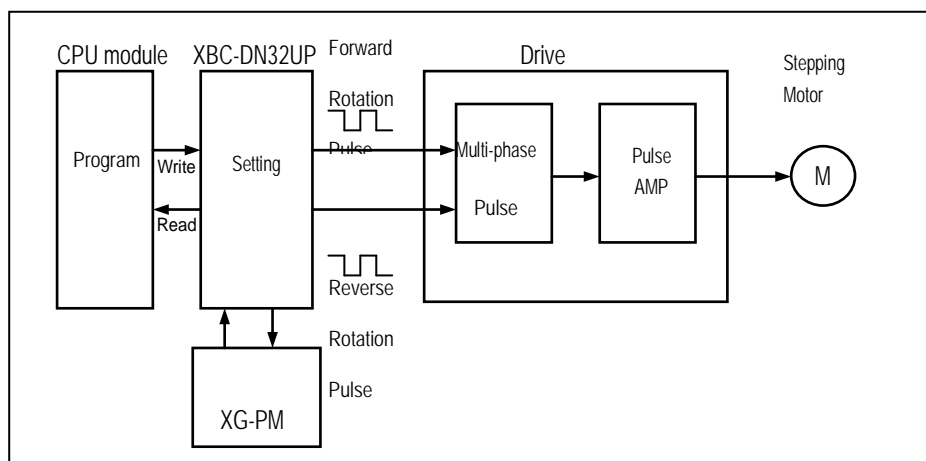 CPU module
XBC-DN32UP
Forward
Rotation
Pulse
Drive
Stepping
Motor
Program
Write
Read
Setting
Multi-phase
Pulse
Pulse
AMP
M
Reverse
Rotation
Pulse
XG-PM